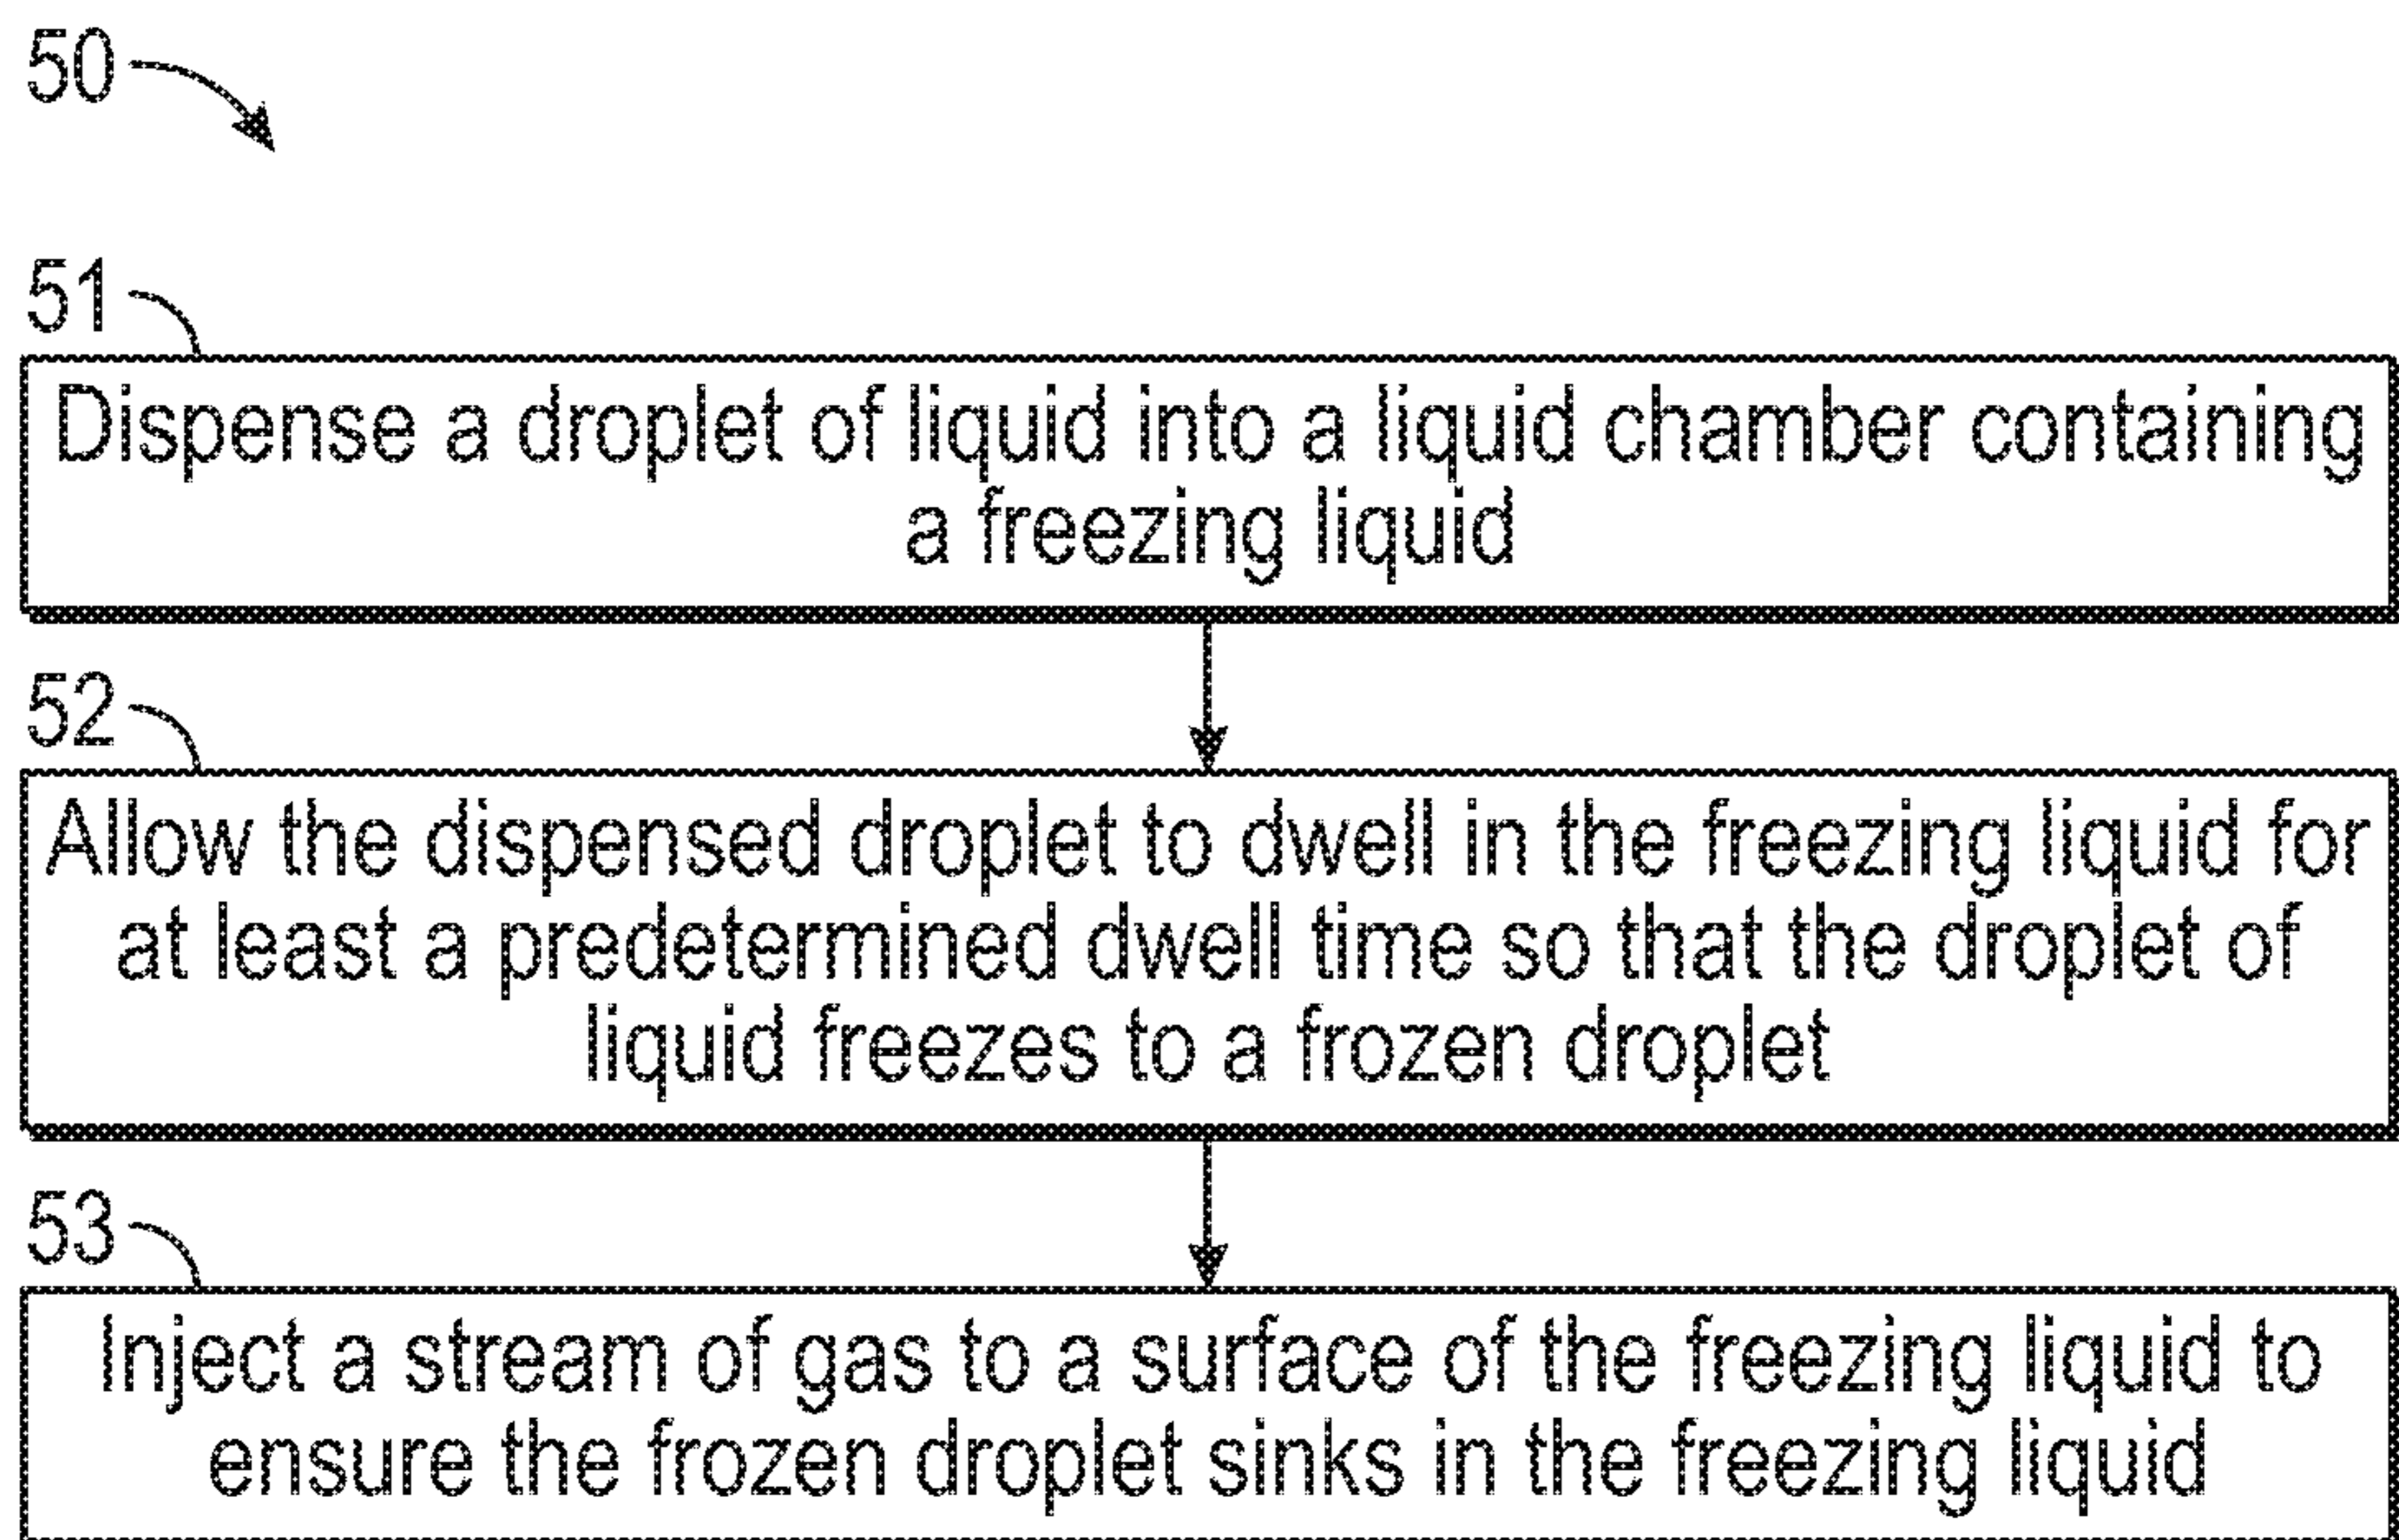 50
51
Dispense a droplet of liquid into a liquid chamber containing
a freezing liquid
52
Allow the dispensed droplet to dwell in the freezing liquid for
at least a predetermined dwell time so that the droplet of
liquid freezes to a frozen droplet
53
Inject a stream of gas to a surface of the freezing liquid to
ensure the frozen droplet sinks in the freezing liquid